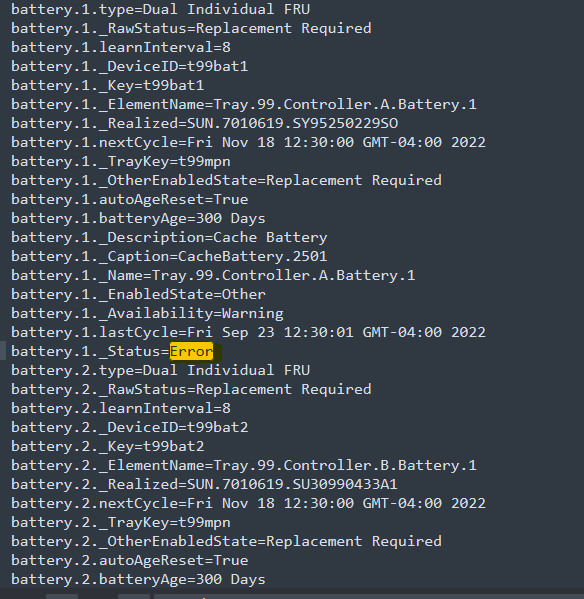 battery.1.type=Dual Individual FRU
battery.1._RawStatus=Replacement Required
battery.1.learnInterval=8
battery.1._DeviceID=t99bat1
battery.1._Key=t99bat1
battery.1._ElementName=Tray.99.Controller.A.Battery.1
battery.1._Realized=SUN.7010619.SY95250229SO
battery.1.nextCycle=Fri Nov 18 12:30:00 GMT-04:00 2022
battery.1._TrayKey=t99mpn
battery.1._OtherEnabledState=Replacement Required
battery.1.autoAgeReset=True
battery.1.batteryAge=300 Days
battery.1._Description=Cache Battery
battery.1._Caption=CacheBattery.2501
battery.1._Name=Tray.99.Controller.A.Battery.1
battery.1._EnabledState=Other
battery.1._Availability=Warning
battery.1.lastCycle=Fri Sep 23 12:30:01 GMT-04:00 2022
battery.1._Status=Error
battery.2.type=Dual Individual FRU
battery.2._RawStatus=Replacement Required
battery.2.learnInterval=8
battery.2._DeviceID=t99bat2
battery.2._Key=t99bat2
battery.2._ElementName=Tray.99.Controller.B.Battery.1
battery.2._Realized=SUN.7010619.SU30990433A1
battery.2.nextCycle=Fri Nov 18 12:30:00 GMT-04:00 2022
battery.2._TrayKey=t99mpn
battery.2._OtherEnabledState=Replacement Required
battery.2.autoAgeReset=True
battery.2.batteryAge=300 Days